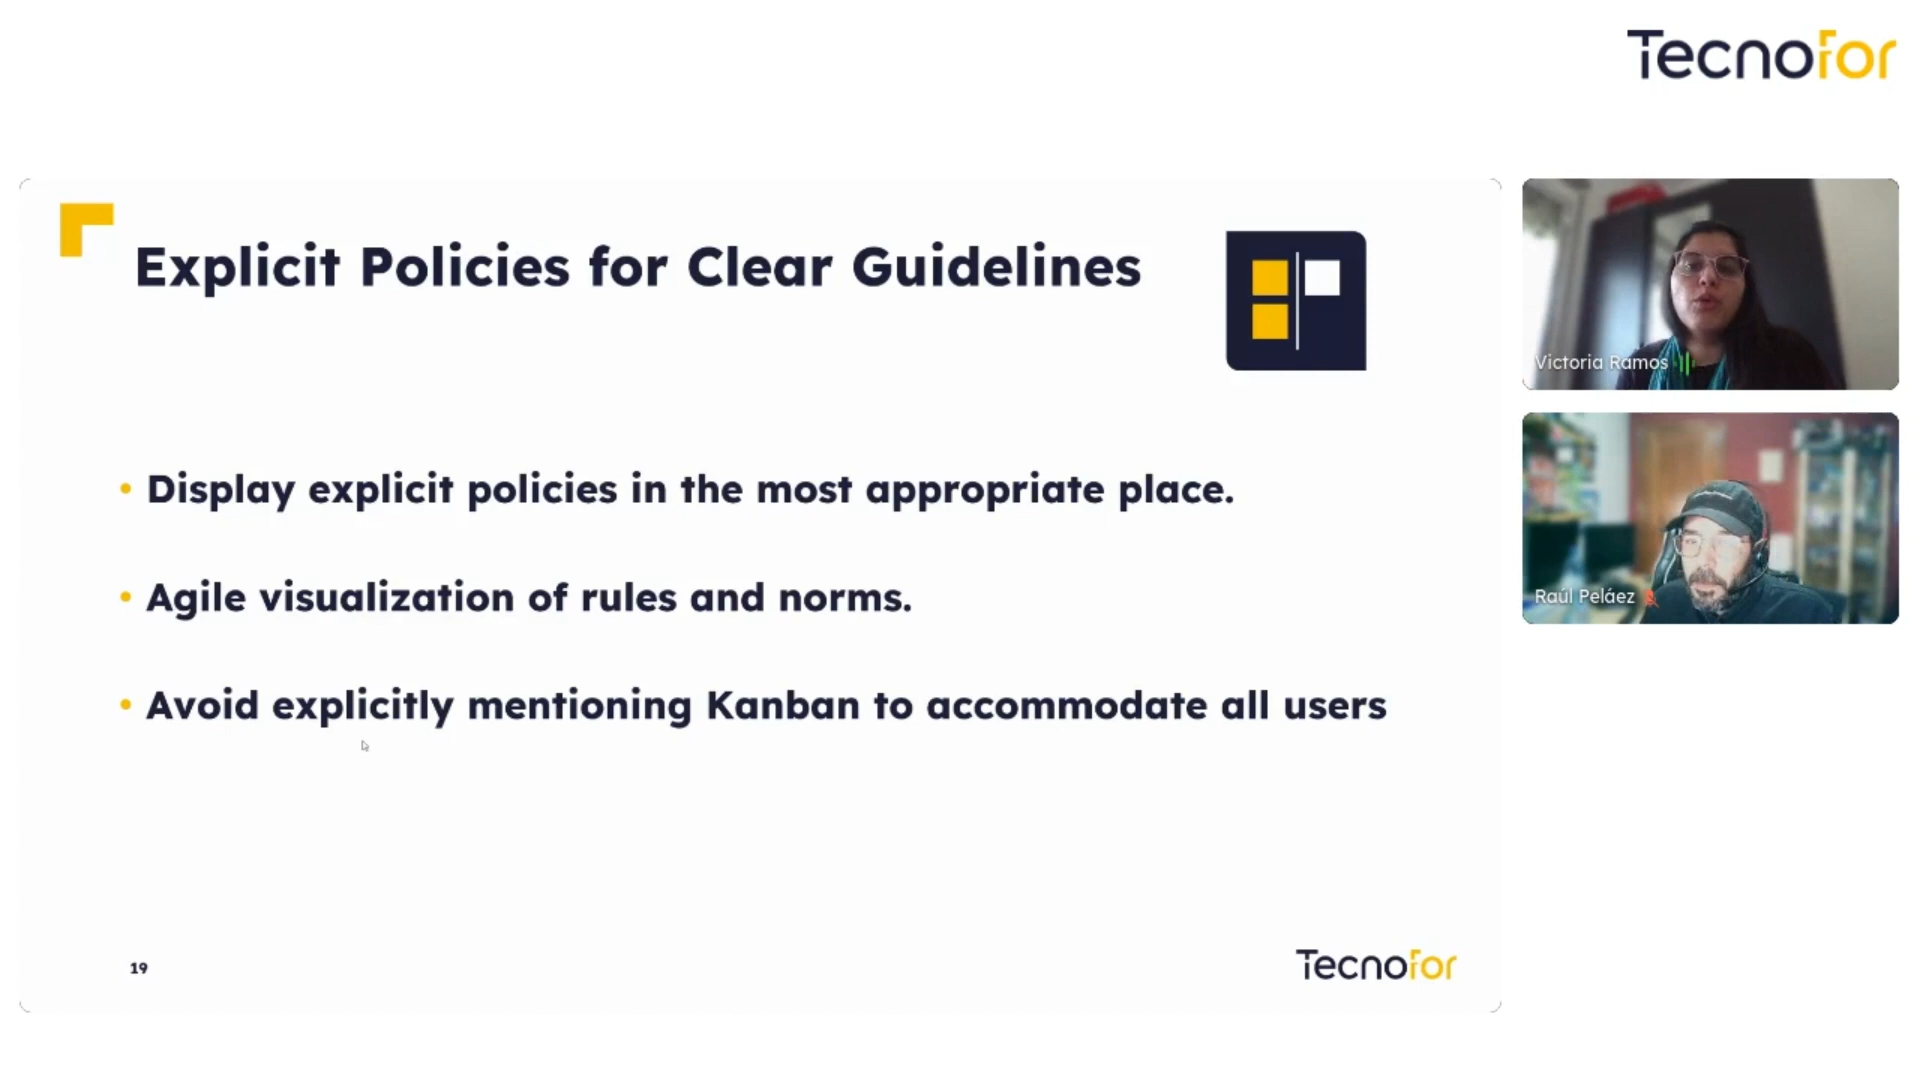 Tecnofor
Explicit Policies for Clear Guidelines
• Display explicit policies in the most appropriate place.
• Agile visualization of rules and norms.
• Avoid explicitly mentioning Kanban to accommodate all users
19
Tecnofor
Victoria Ramos
Raúl Peláez